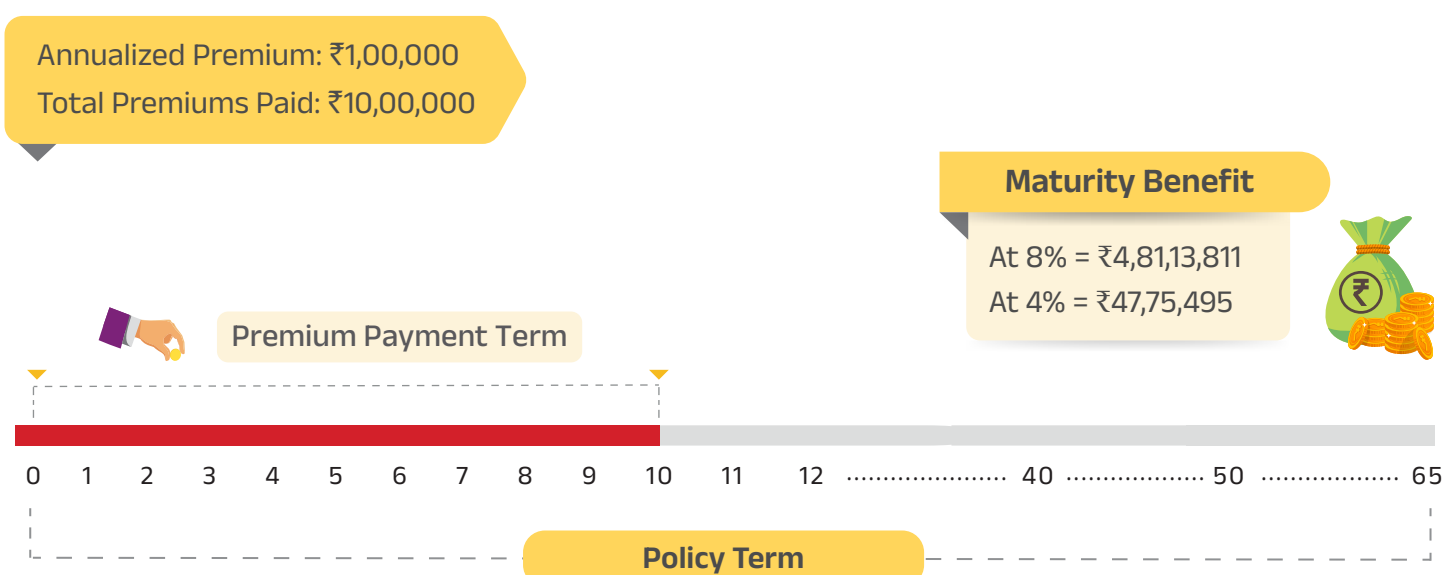 Annualized Premium: ₹1,00,000
Total Premiums Paid: ₹10,00,000
Maturity Benefit
At 8% = ₹4,81,13,811
At 4% = ₹47,75,495
₹
Premium Payment Term
0 1 2 3 4 5 6 7 8 9 10 11 12 ...................... 40 .................. 50 .................. 65
Policy Term